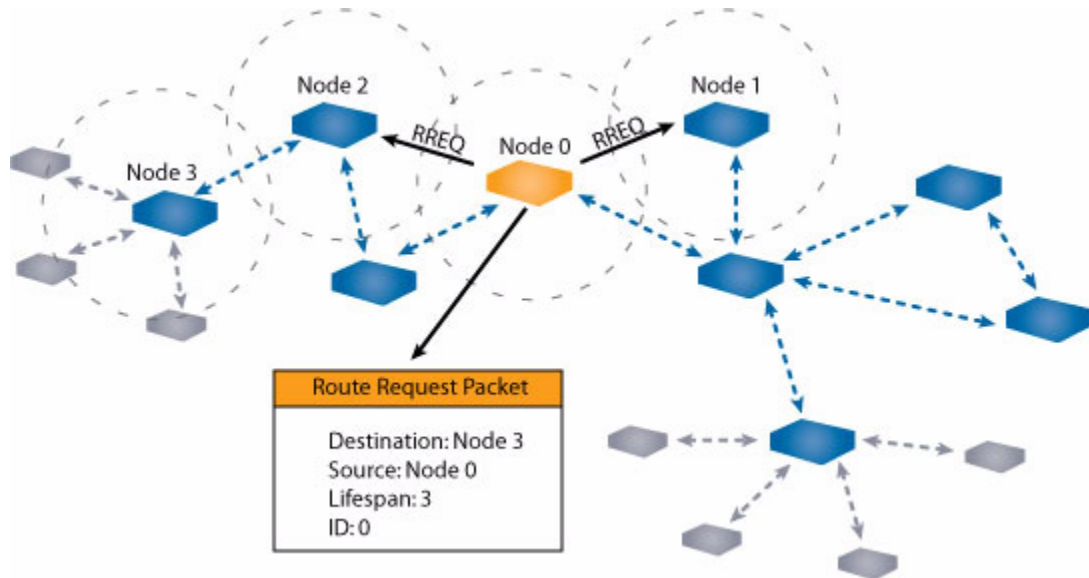 Node 2
Node 1
RREQ
RREQ
Node 0
Node 3
Route Request Packet
Destination: Node 3
Source: Node 0
Lifespan: 3
ID: 0